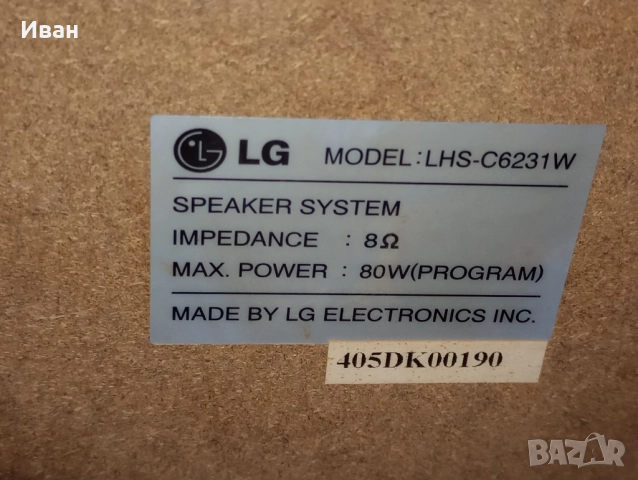 Иван
LG MODEL:LHS-C6231W
SPEAKER SYSTEM
IMPEDANCE : 8Ω
MAX. POWER : 80W(PROGRAM)
MADE BY LG ELECTRONICS INC.
405DK00190
BAZAR